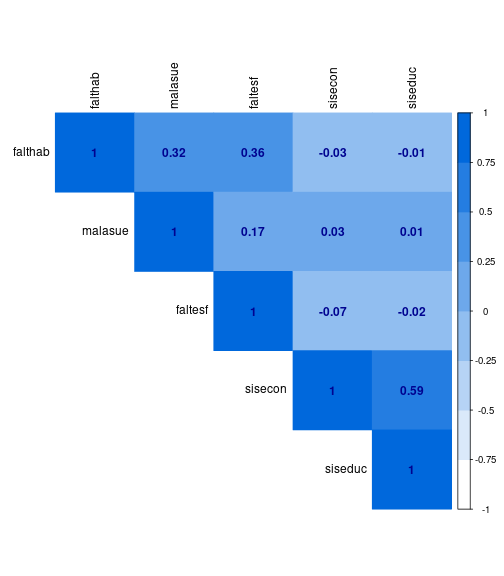 falthab malasue faltesf sisecon siseduc
falthab 1 0.32 0.36 -0.03 -0.01
malasue 1 0.17 0.03 0.01
faltesf 1 -0.07 -0.02
sisecon 1 0.59
siseduc 1
1
0.75
0.5
0.25
0
-0.25
-0.5
-0.75
-1